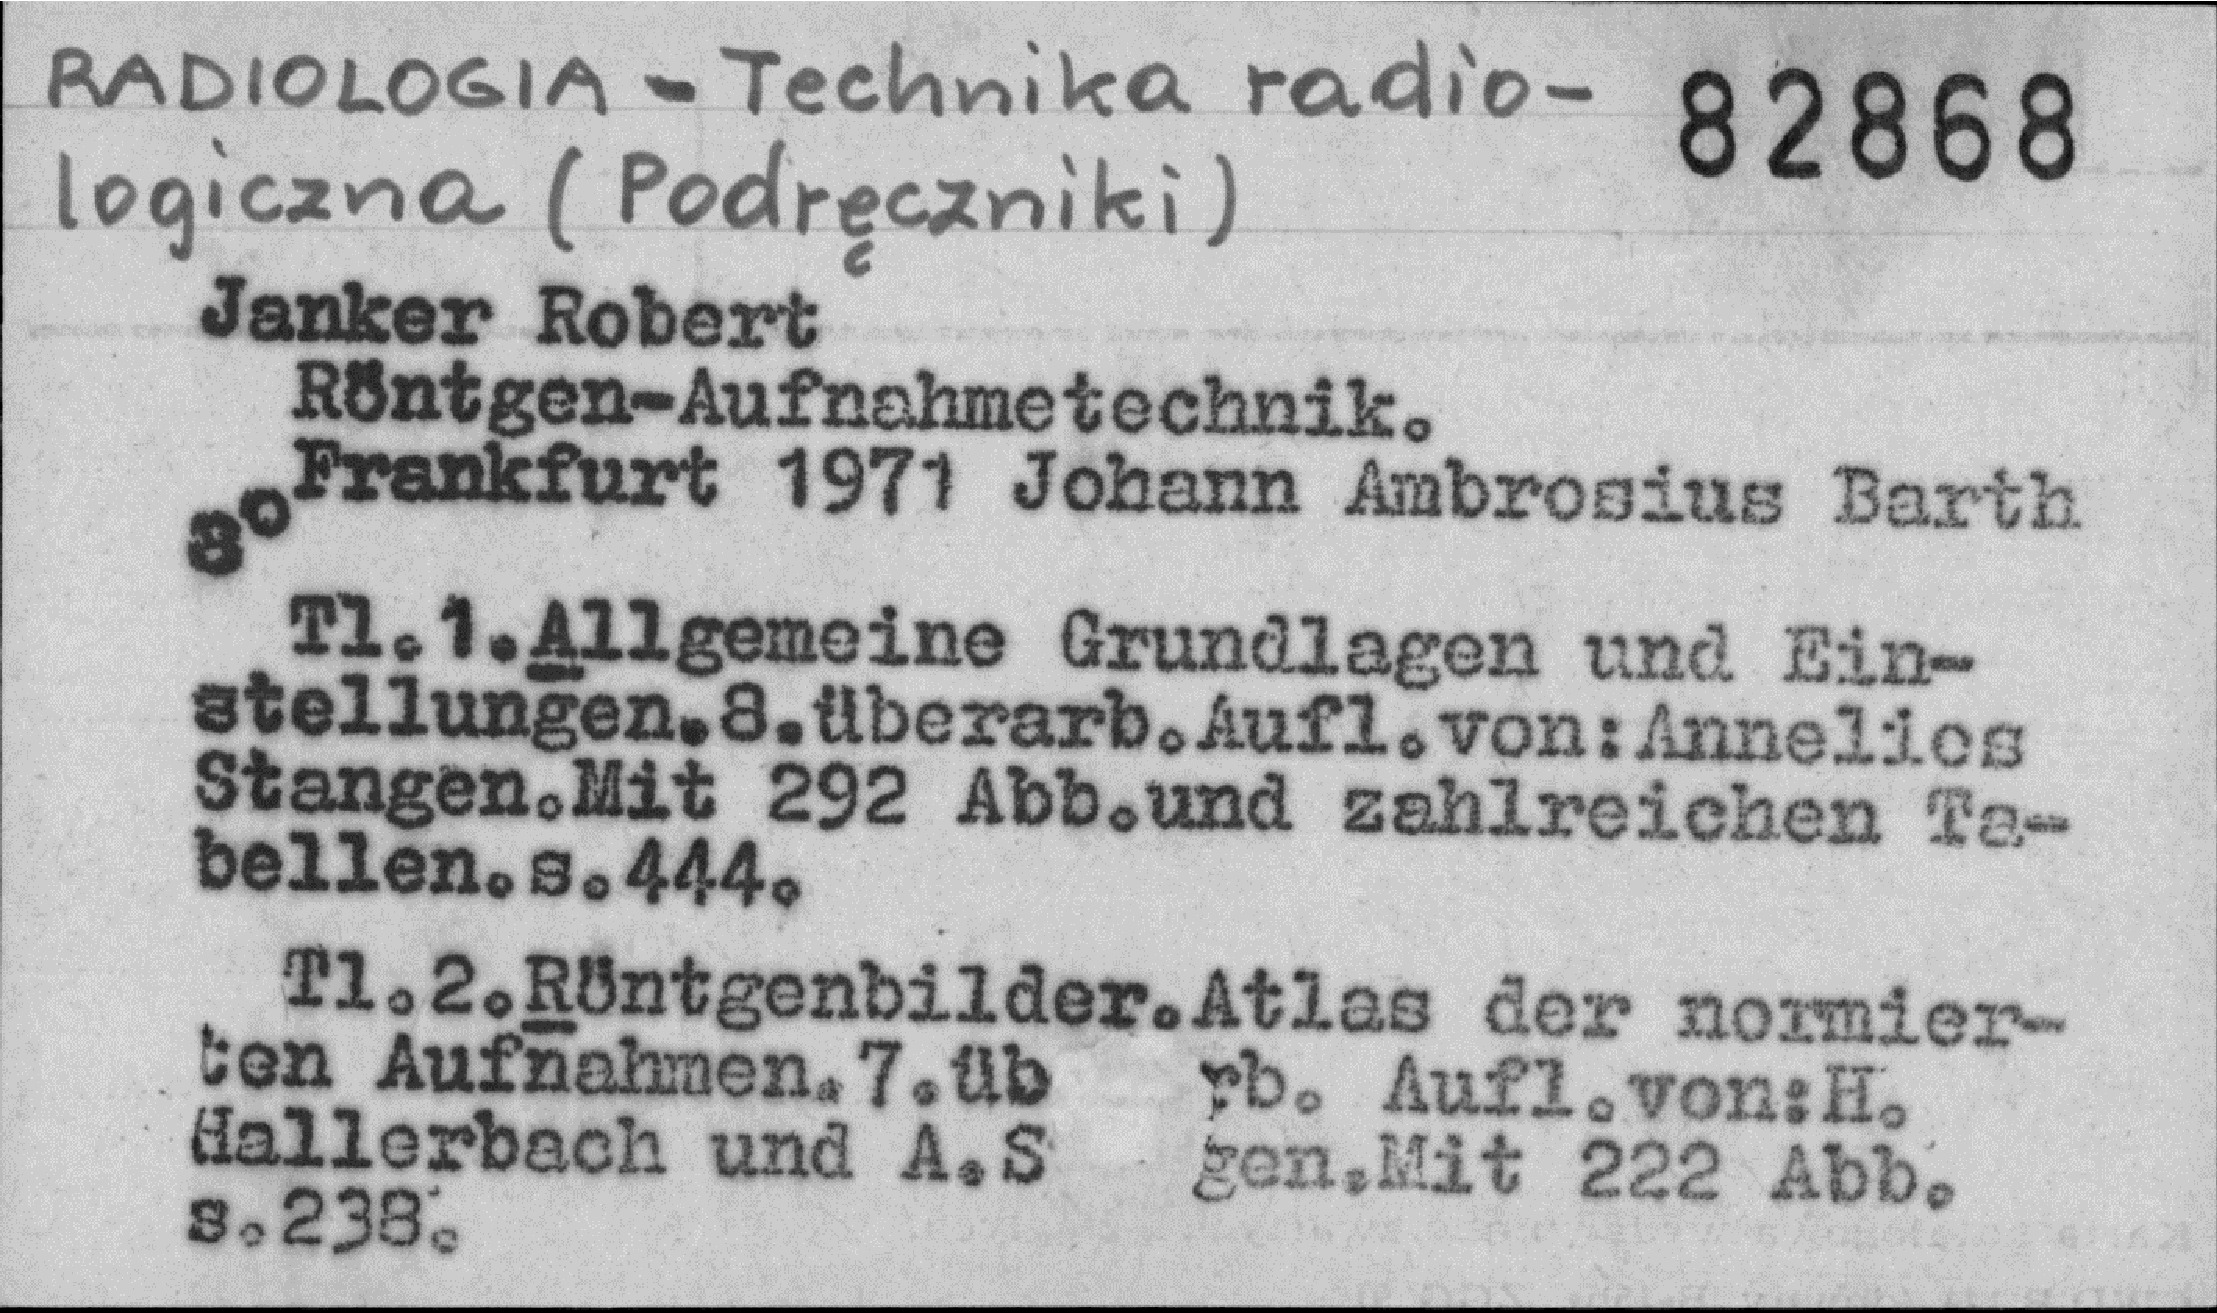 RADIOLOGIA - Technika radio-
logiczna (Podręczniki)
82868
Janker Robert
Röntgen-Aufnahmetechnik.
Frankfurt 1971 Johann Ambrosius Barth
8°
Tl.1.Allgemeine Grundlagen und Ein-
stellungen.8.überarb.Aufl.von:Annelies
Stangen.Mit 292 Abb.und zahlreichen Ta-
bellen.s.444.
Tl.2.Röntgenbilder.Atlas der normier-
ten Aufnahmen.7.üb rb. Aufl.von:H.
Hallerbach und A.S gen.Mit 222 Abb.
s.238.